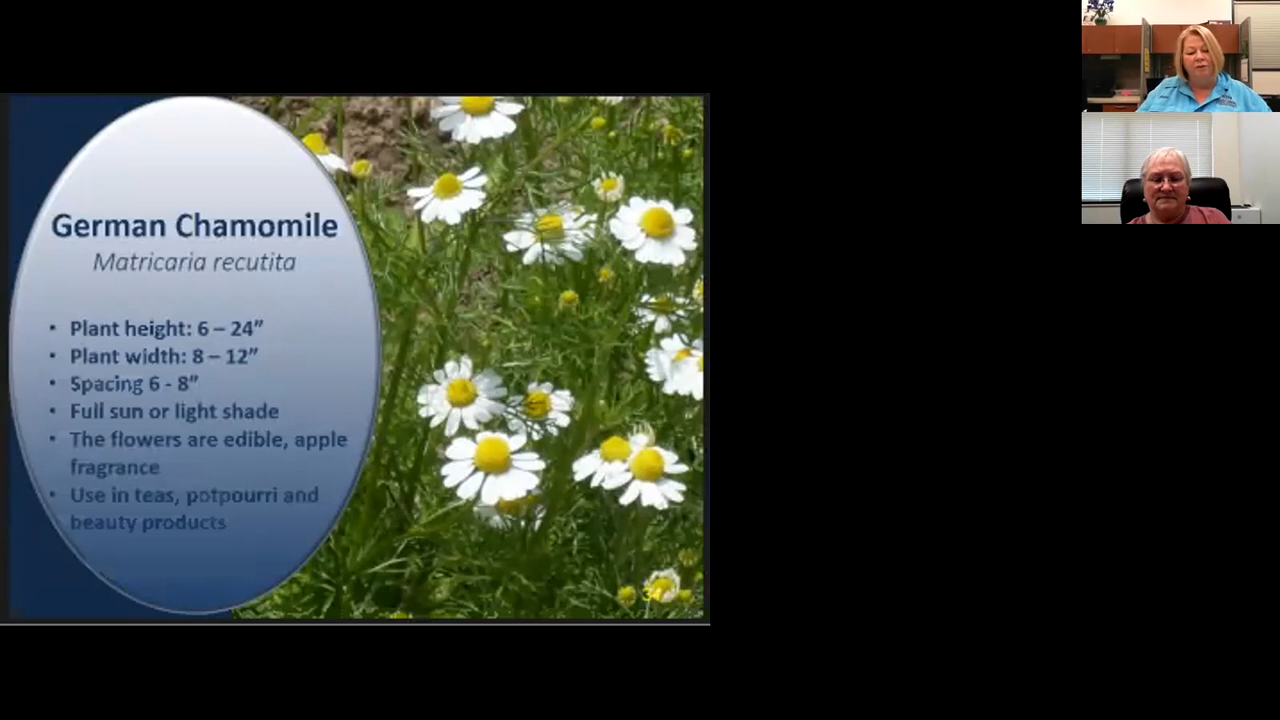 German Chamomile
Matricaria recutita
• Plant height: 6 – 24”
• Plant width: 8 – 12”
• Spacing 6 - 8”
• Full sun or light shade
• The flowers are edible, apple
fragrance
• Use in teas, potpourri and
beauty products